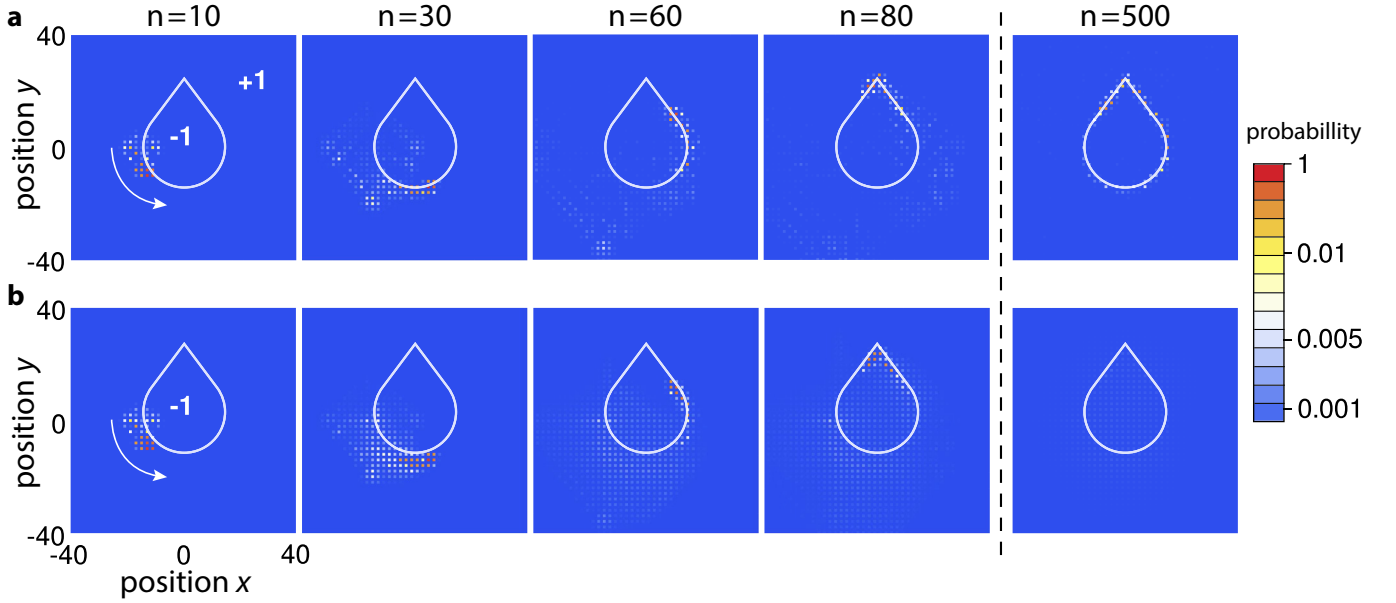 a
n=10
n=30
n=60
n=80
n=500
40
0
-40
position y
+1
-1
probabillity
1
0.01
0.005
0.001
b
40
0
-40
position y
-1
-40
0
40
position x